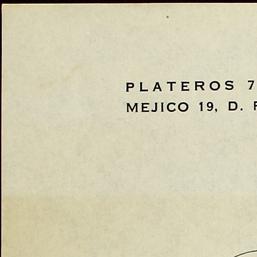 PLATEROS 7
MEJICO 19, D.